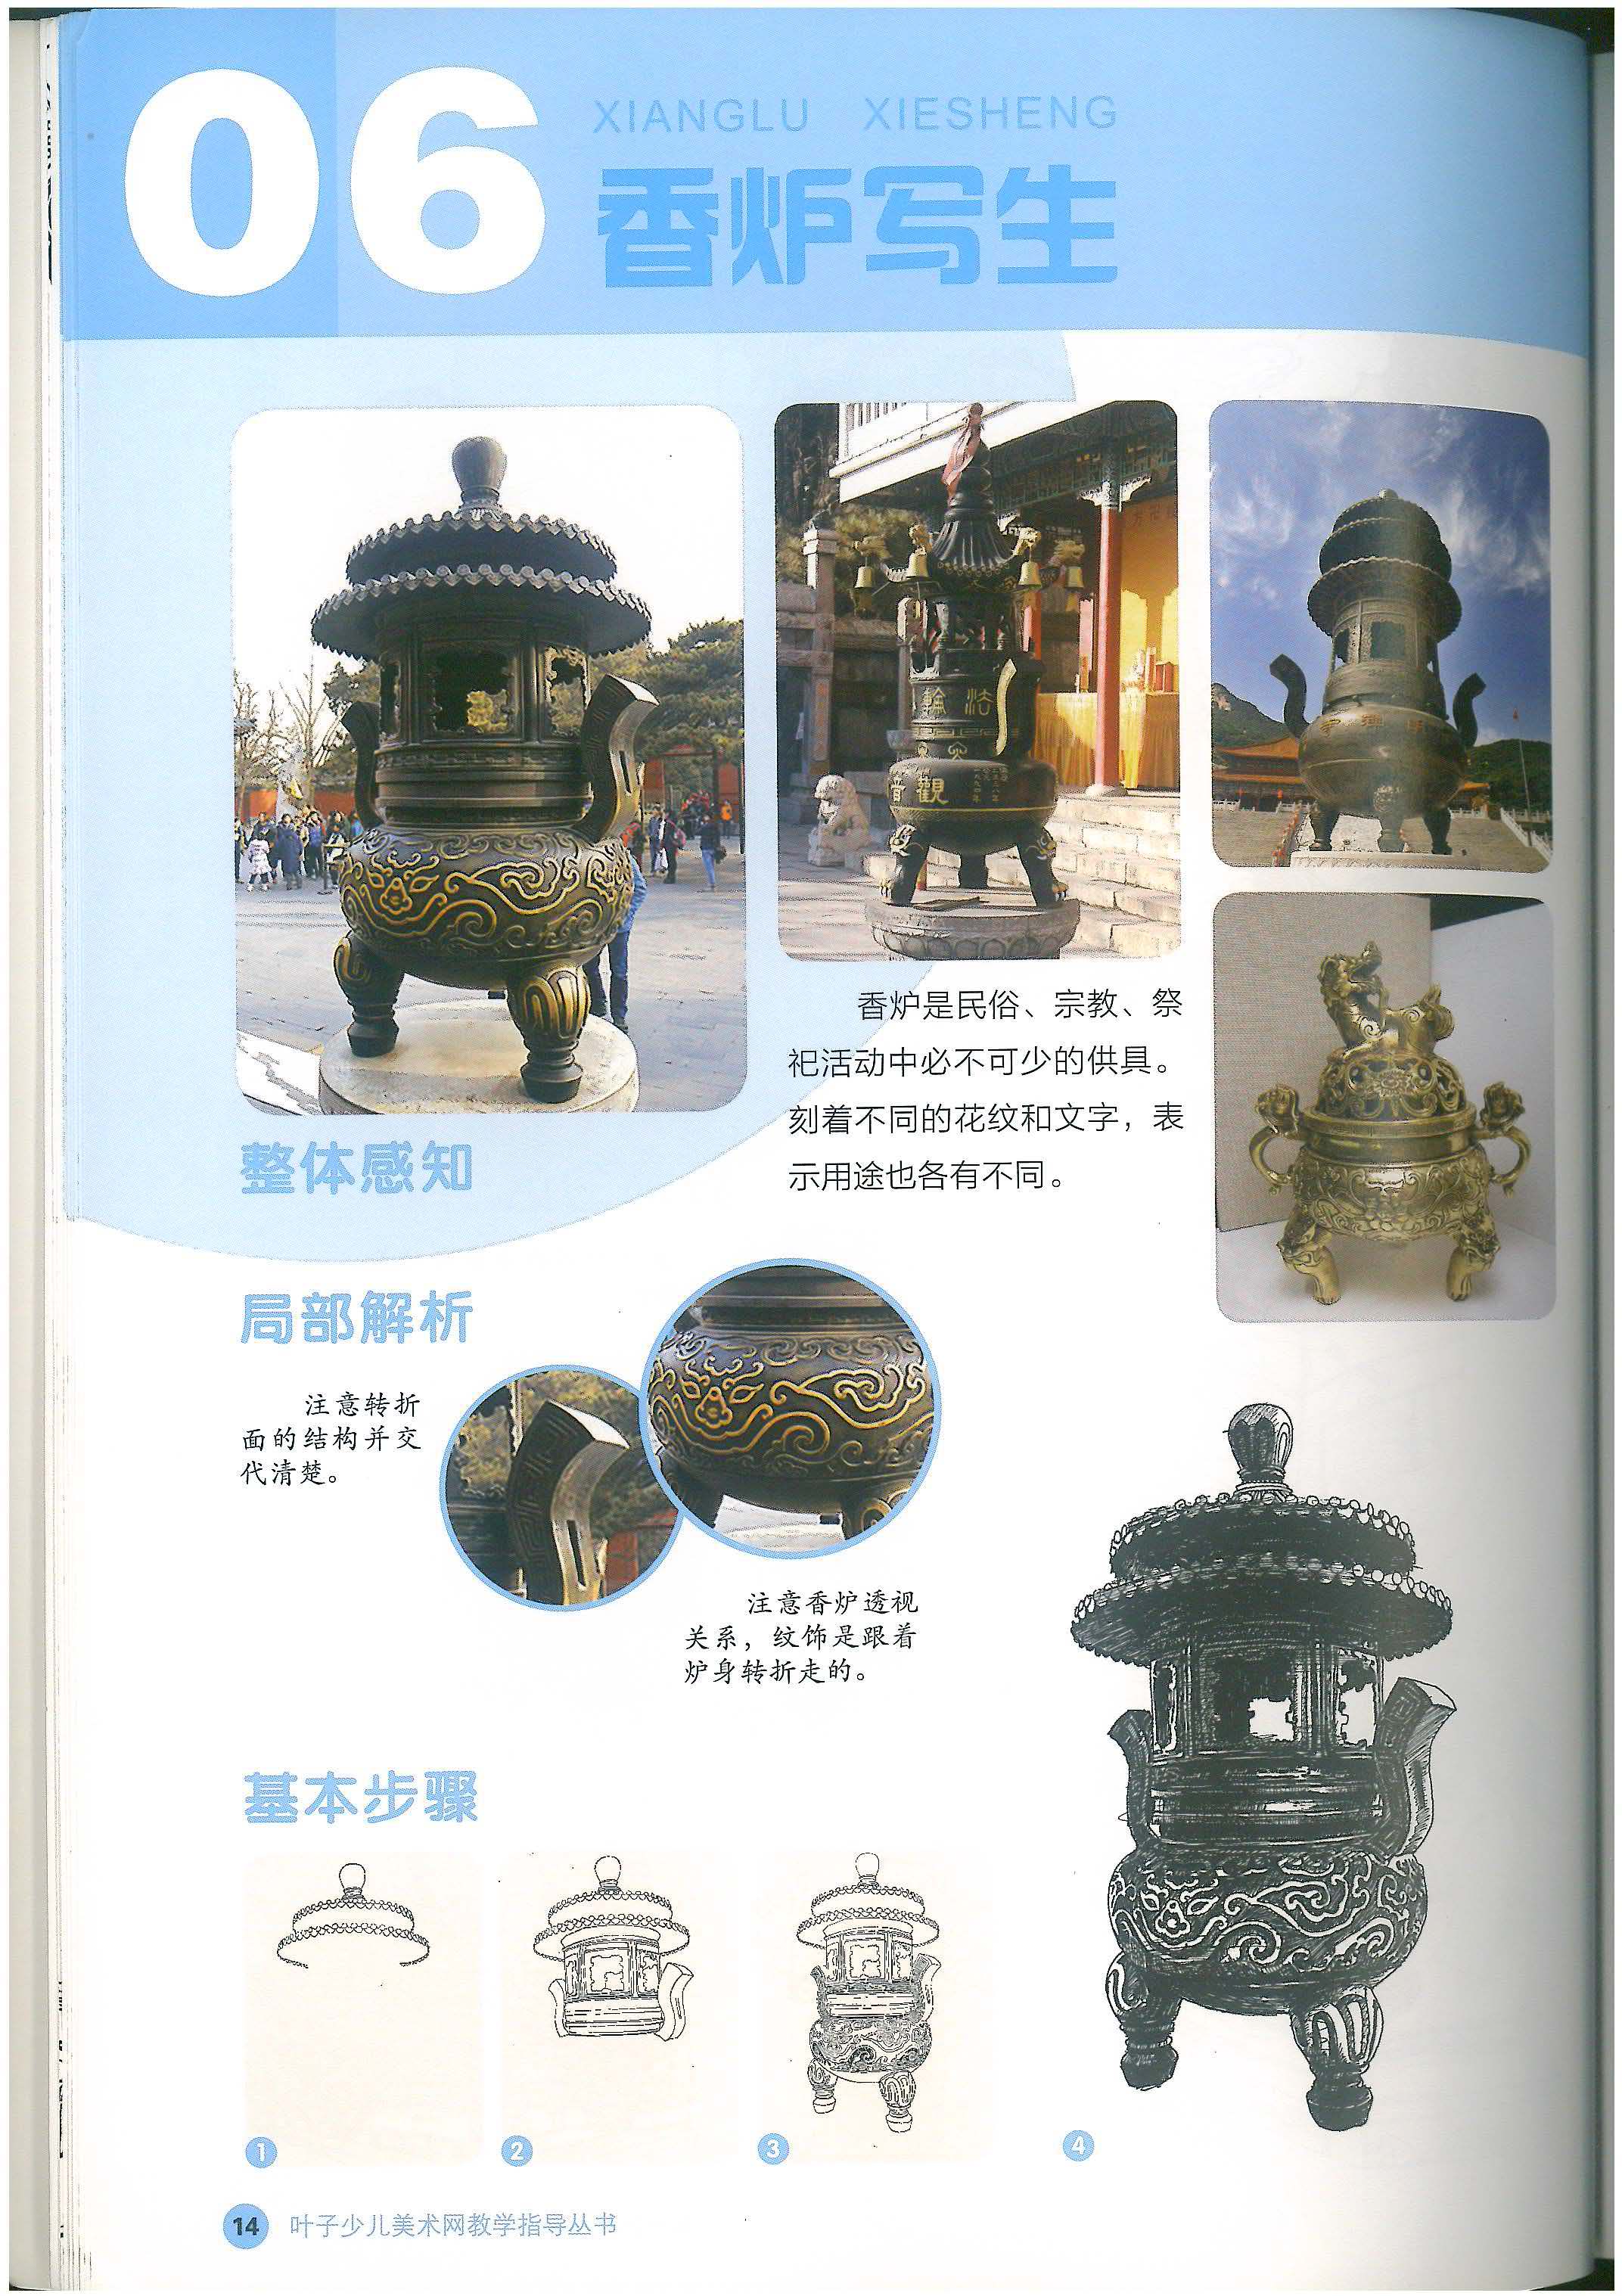 06
XIANGLU XIESHENG
香炉写生
輪 法
觀 音
香炉是民俗、宗教、祭
祀活动中必不可少的供具。
刻着不同的花纹和文字，表
示用途也各有不同。
整体感知
局部解析
注意转折
面的结构并交
代清楚。
注意香炉透视
关系，纹饰是跟着
炉身转折走的。
基本步骤
1
2
3
4
14 叶子少儿美术网教学指导丛书